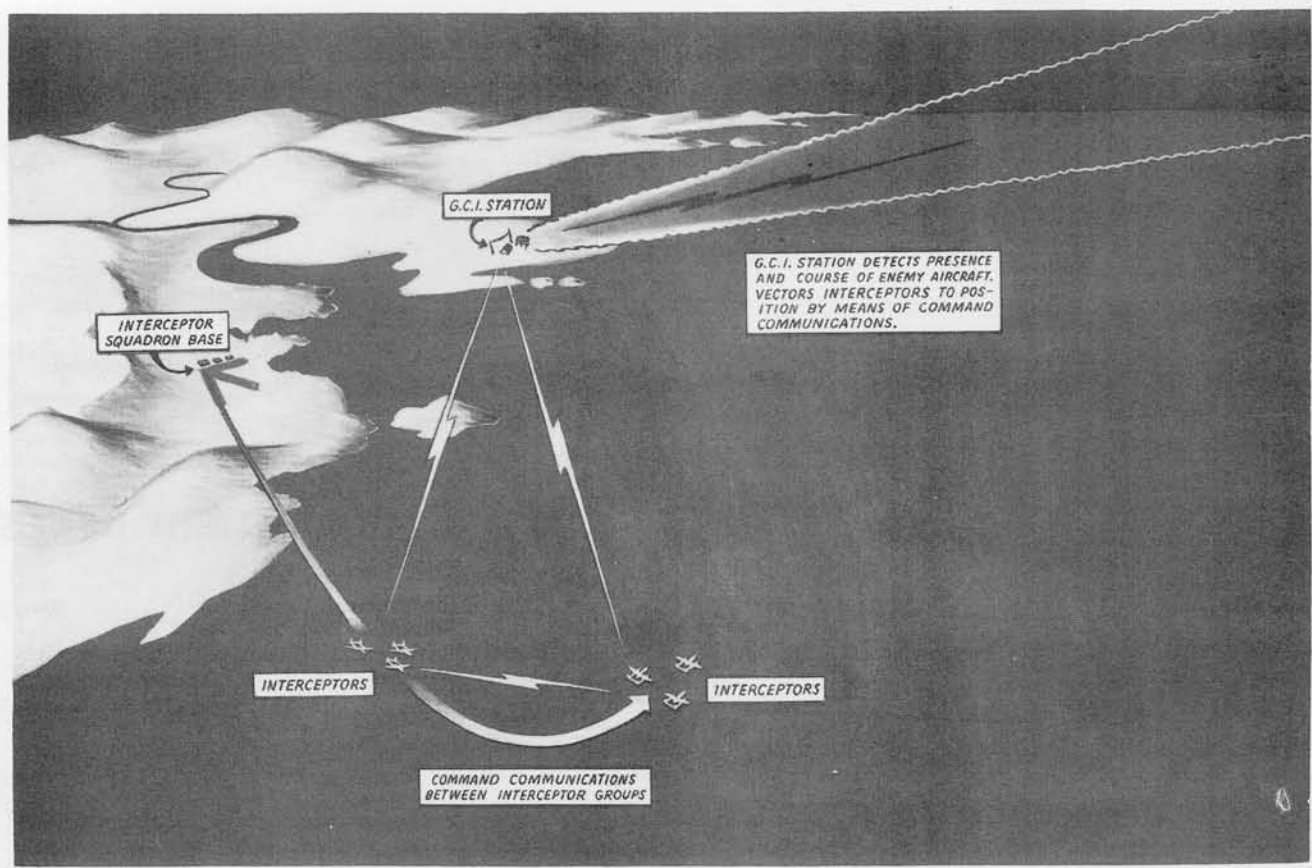 G.C.I. STATION
G.C.I. STATION DETECTS PRESENCE
AND COURSE OF ENEMY AIRCRAFT.
VECTORS INTERCEPTORS TO POS-
ITION BY MEANS OF COMMAND
COMMUNICATIONS.
INTERCEPTOR
SQUADRON BASE
INTERCEPTORS
INTERCEPTORS
COMMAND COMMUNICATIONS
BETWEEN INTERCEPTOR GROUPS